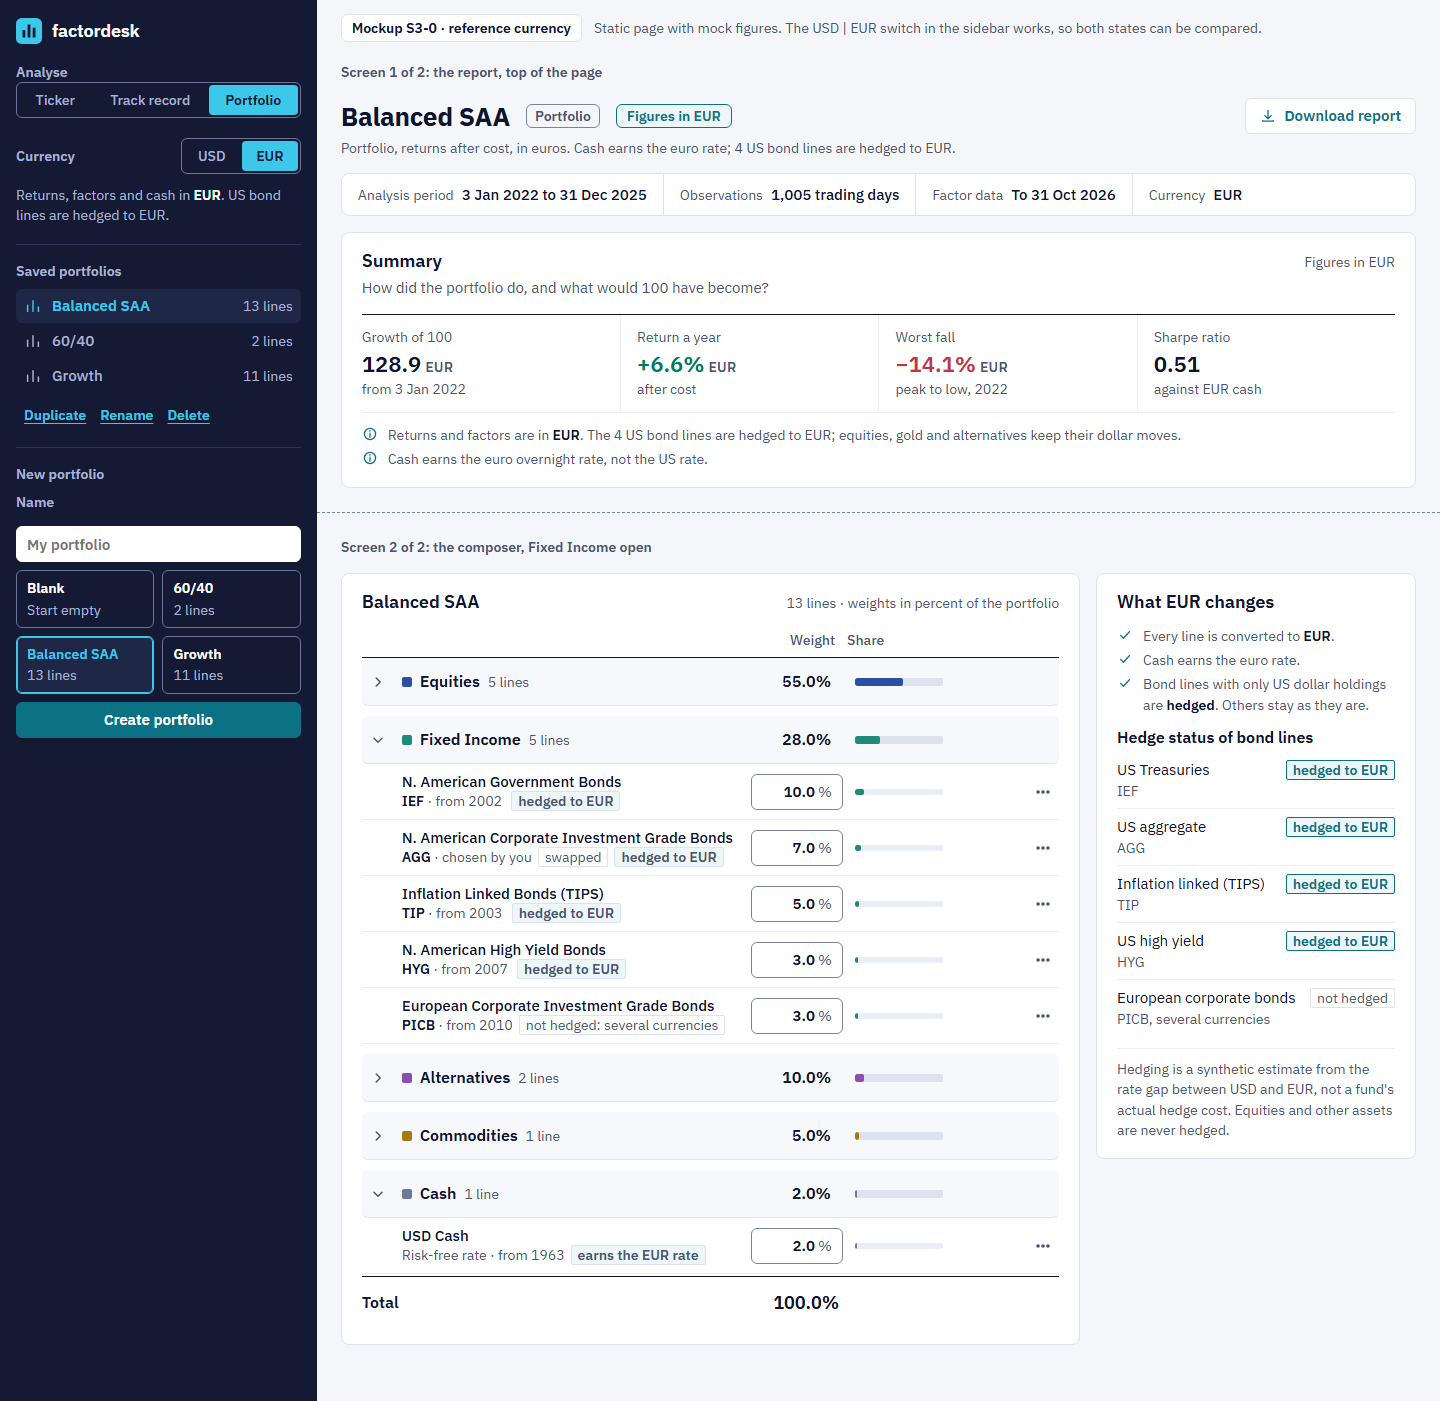 factordesk
Analyse
Ticker
Track record
Portfolio
Currency
USD
EUR
Returns, factors and cash in EUR. US bond
lines are hedged to EUR.
Saved portfolios
Balanced SAA
13 lines
60/40
2 lines
Growth
11 lines
Duplicate
Rename
Delete
New portfolio
Name
My portfolio
Blank
Start empty
60/40
2 lines
Balanced SAA
13 lines
Growth
11 lines
Create portfolio
Mockup S3-0 · reference currency
Static page with mock figures. The USD | EUR switch in the sidebar works, so both states can be compared.
Screen 1 of 2: the report, top of the page
Balanced SAA
Portfolio
Figures in EUR
Download report
Portfolio, returns after cost, in euros. Cash earns the euro rate; 4 US bond lines are hedged to EUR.
Analysis period 3 Jan 2022 to 31 Dec 2025
Observations 1,005 trading days
Factor data To 31 Oct 2026
Currency EUR
Summary
Figures in EUR
How did the portfolio do, and what would 100 have become?
Growth of 100
128.9 EUR
from 3 Jan 2022
Return a year
+6.6% EUR
after cost
Worst fall
−14.1% EUR
peak to low, 2022
Sharpe ratio
0.51
against EUR cash
Returns and factors are in EUR. The 4 US bond lines are hedged to EUR; equities, gold and alternatives keep their dollar moves.
Cash earns the euro overnight rate, not the US rate.
Screen 2 of 2: the composer, Fixed Income open
Balanced SAA
13 lines · weights in percent of the portfolio
Weight
Share
Equities 5 lines
55.0%
Fixed Income 5 lines
28.0%
N. American Government Bonds
IEF · from 2002 hedged to EUR
10.0 %
N. American Corporate Investment Grade Bonds
AGG · chosen by you swapped hedged to EUR
7.0 %
Inflation Linked Bonds (TIPS)
TIP · from 2003 hedged to EUR
5.0 %
N. American High Yield Bonds
HYG · from 2007 hedged to EUR
3.0 %
European Corporate Investment Grade Bonds
PICB · from 2010 not hedged: several currencies
3.0 %
Alternatives 2 lines
10.0%
Commodities 1 line
5.0%
Cash 1 line
2.0%
USD Cash
Risk-free rate · from 1963 earns the EUR rate
2.0 %
Total
100.0%
What EUR changes
Every line is converted to EUR.
Cash earns the euro rate.
Bond lines with only US dollar holdings
are hedged. Others stay as they are.
Hedge status of bond lines
US Treasuries
hedged to EUR
IEF
US aggregate
hedged to EUR
AGG
Inflation linked (TIPS)
hedged to EUR
TIP
US high yield
hedged to EUR
HYG
European corporate bonds
not hedged
PICB, several currencies
Hedging is a synthetic estimate from the
rate gap between USD and EUR, not a fund's
actual hedge cost. Equities and other assets
are never hedged.